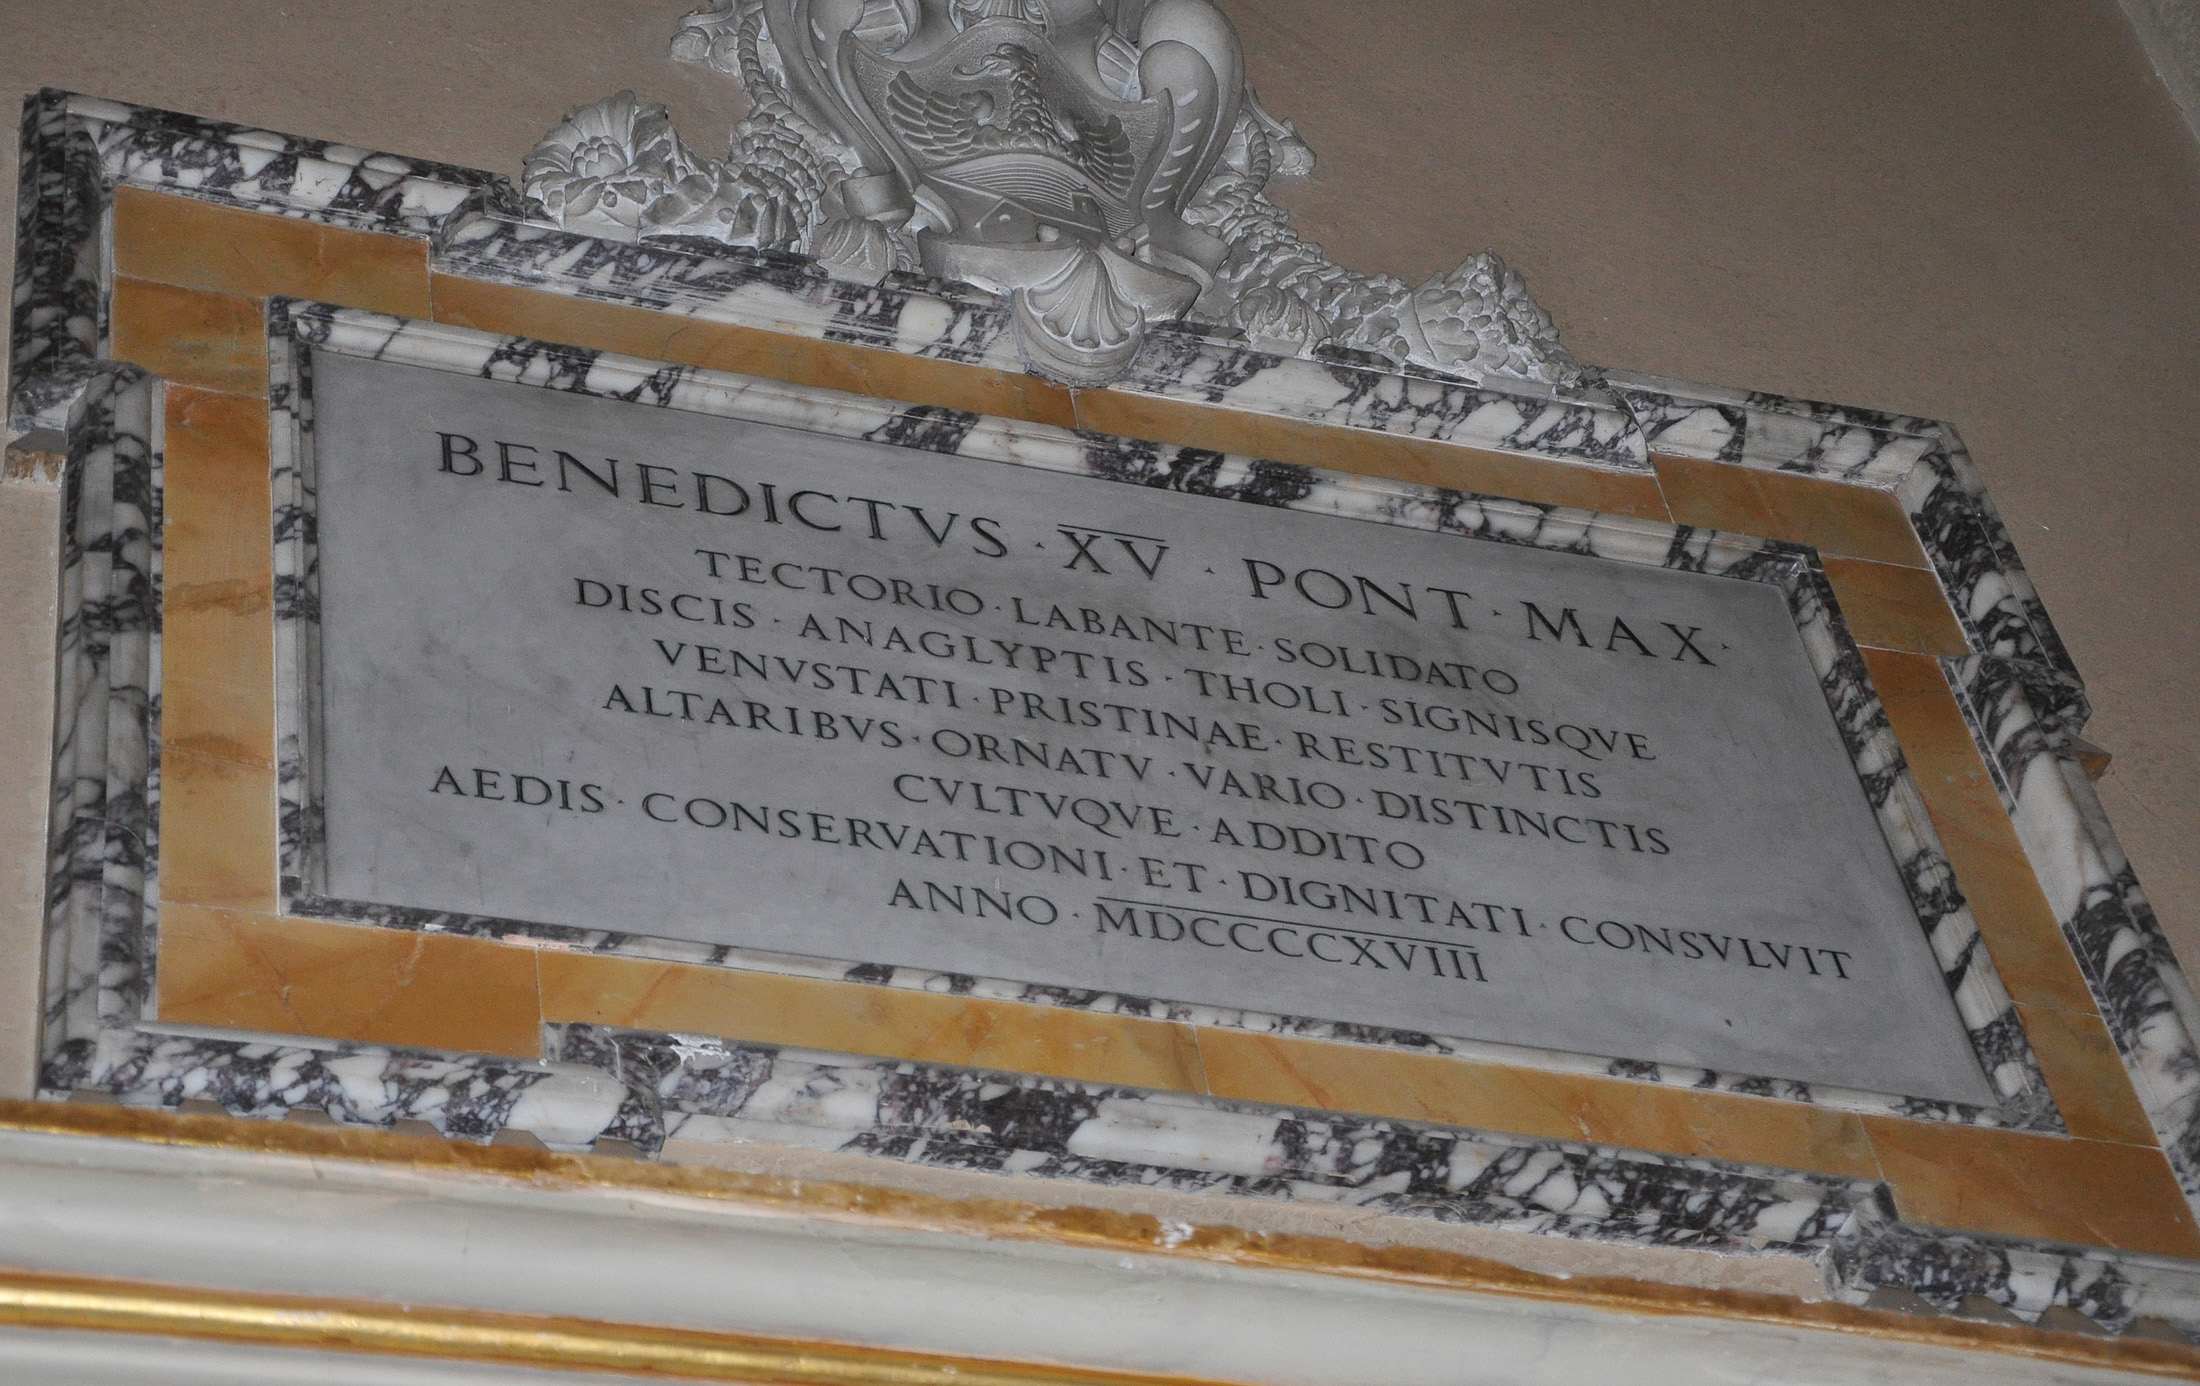 BENEDICTVS · XV · PONT · MAX ·
TECTORIO · LABANTE · SOLIDATO
DISCIS · ANAGLYPTIS · THOLI · SIGNISQVE
VENVSTATI · PRISTINAE · RESTITVTIS
ALTARIBVS · ORNATV · VARIO · DISTINCTIS
CVLTVQVE · ADDITO
AEDIS · CONSERVATIONI · ET · DIGNITATI · CONSVLVIT
ANNO · MDCCCCXVIII